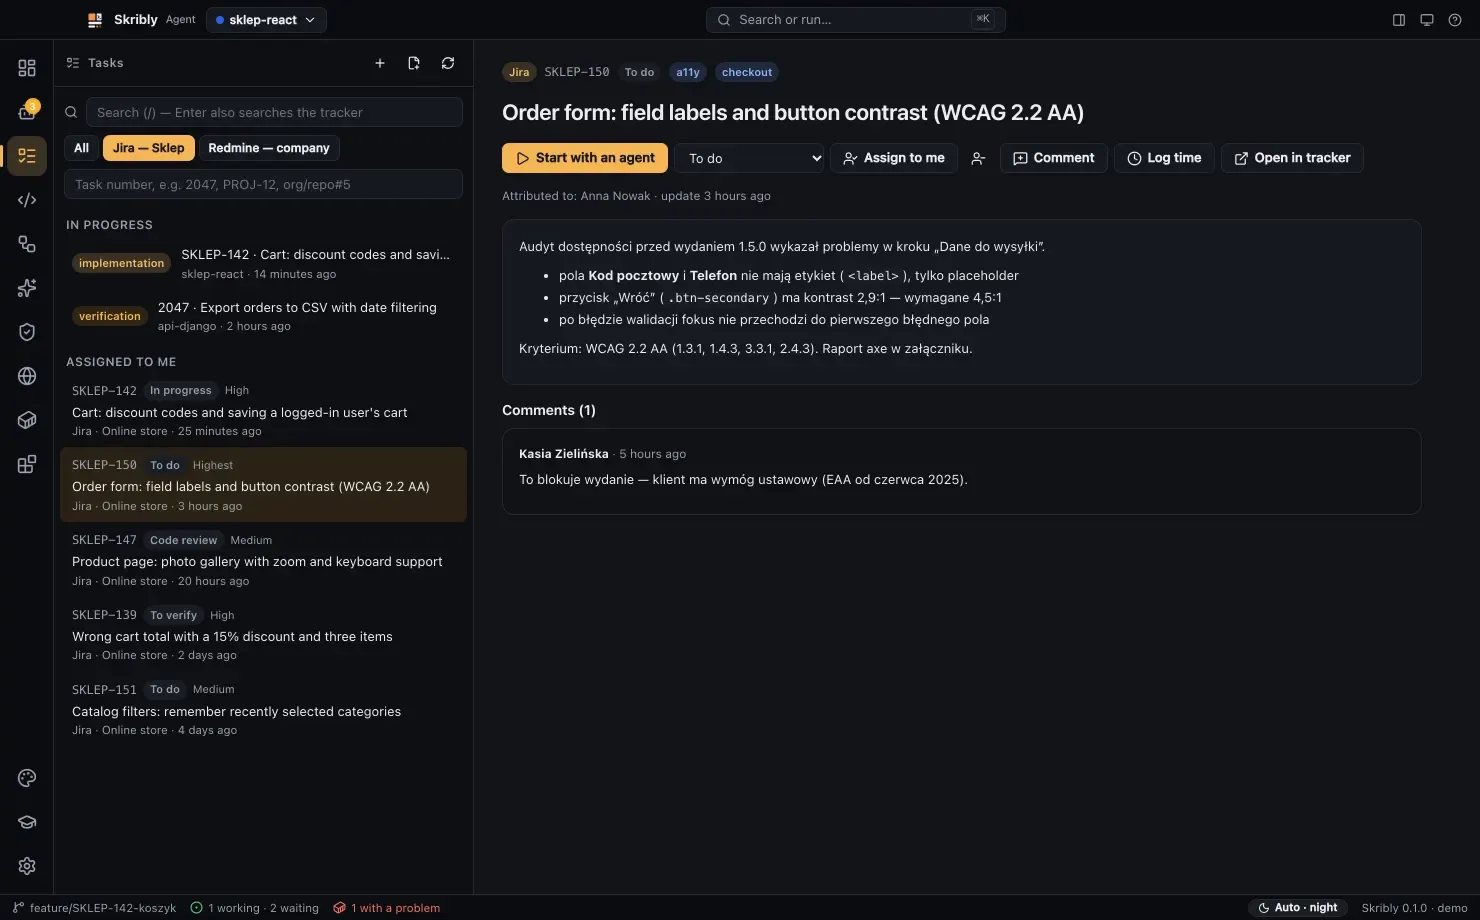 Skribly Agent sklep-react
Search or run... ⌘K
Tasks
3
Search (/) — Enter also searches the tracker
All Jira — Sklep Redmine — company
Task number, e.g. 2047, PROJ-12, org/repo#5
IN PROGRESS
implementation SKLEP-142 · Cart: discount codes and savi...
sklep-react · 14 minutes ago
verification 2047 · Export orders to CSV with date filtering
api-django · 2 hours ago
ASSIGNED TO ME
SKLEP-142 In progress High
Cart: discount codes and saving a logged-in user's cart
Jira · Online store · 25 minutes ago
SKLEP-150 To do Highest
Order form: field labels and button contrast (WCAG 2.2 AA)
Jira · Online store · 3 hours ago
SKLEP-147 Code review Medium
Product page: photo gallery with zoom and keyboard support
Jira · Online store · 20 hours ago
SKLEP-139 To verify High
Wrong cart total with a 15% discount and three items
Jira · Online store · 2 days ago
SKLEP-151 To do Medium
Catalog filters: remember recently selected categories
Jira · Online store · 4 days ago
Jira SKLEP-150 To do a11y checkout
Order form: field labels and button contrast (WCAG 2.2 AA)
Start with an agent To do Assign to me Comment Log time Open in tracker
Attributed to: Anna Nowak · update 3 hours ago
Audyt dostępności przed wydaniem 1.5.0 wykazał problemy w kroku „Dane do wysyłki”.
• pola Kod pocztowy i Telefon nie mają etykiet ( <label> ), tylko placeholder
• przycisk „Wróć” ( .btn-secondary ) ma kontrast 2,9:1 — wymagane 4,5:1
• po błędzie walidacji fokus nie przechodzi do pierwszego błędnego pola
Kryterium: WCAG 2.2 AA (1.3.1, 1.4.3, 3.3.1, 2.4.3). Raport axe w załączniku.
Comments (1)
Kasia Zielińska · 5 hours ago
To blokuje wydanie — klient ma wymóg ustawowy (EAA od czerwca 2025).
feature/SKLEP-142-koszyk 1 working · 2 waiting 1 with a problem
Auto · night Skribly 0.1.0 · demo